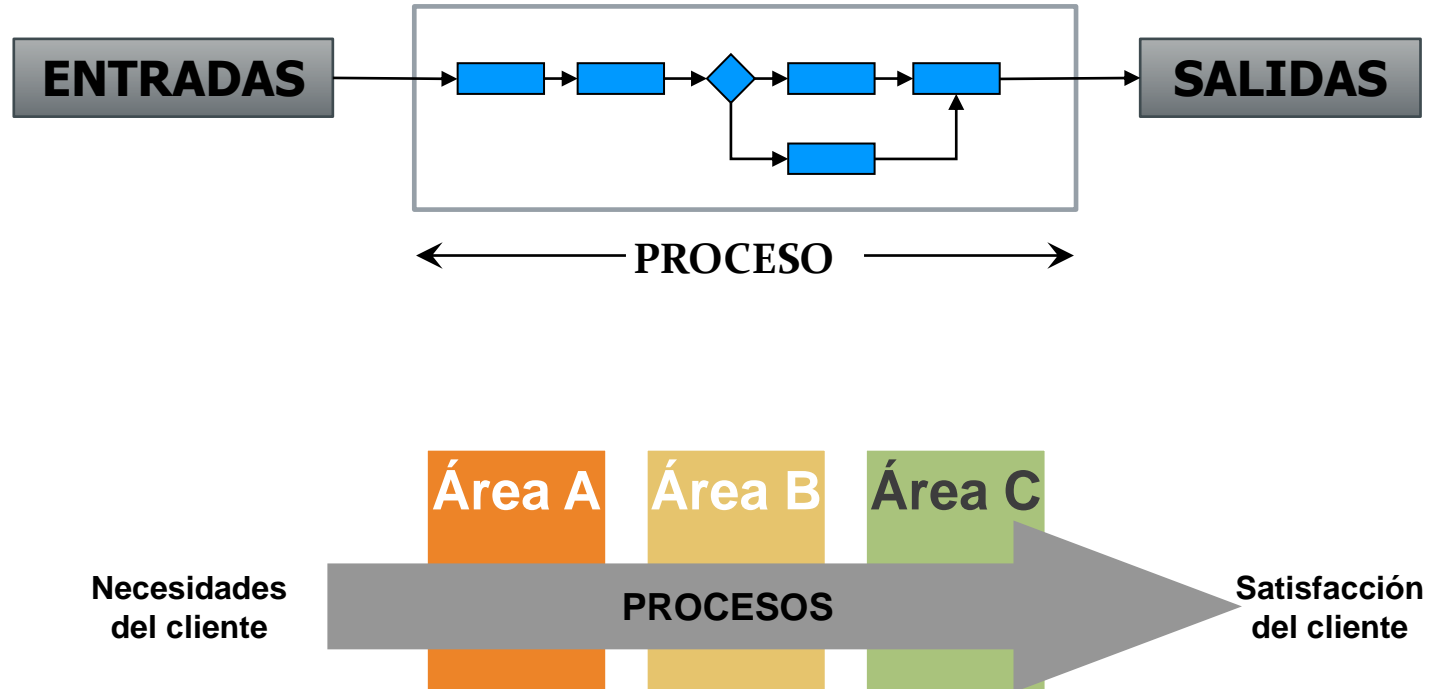 ENTRADAS
SALIDAS
PROCESO
Área A
Área B
Área C
Necesidades
del cliente
PROCESOS
Satisfacción
del cliente